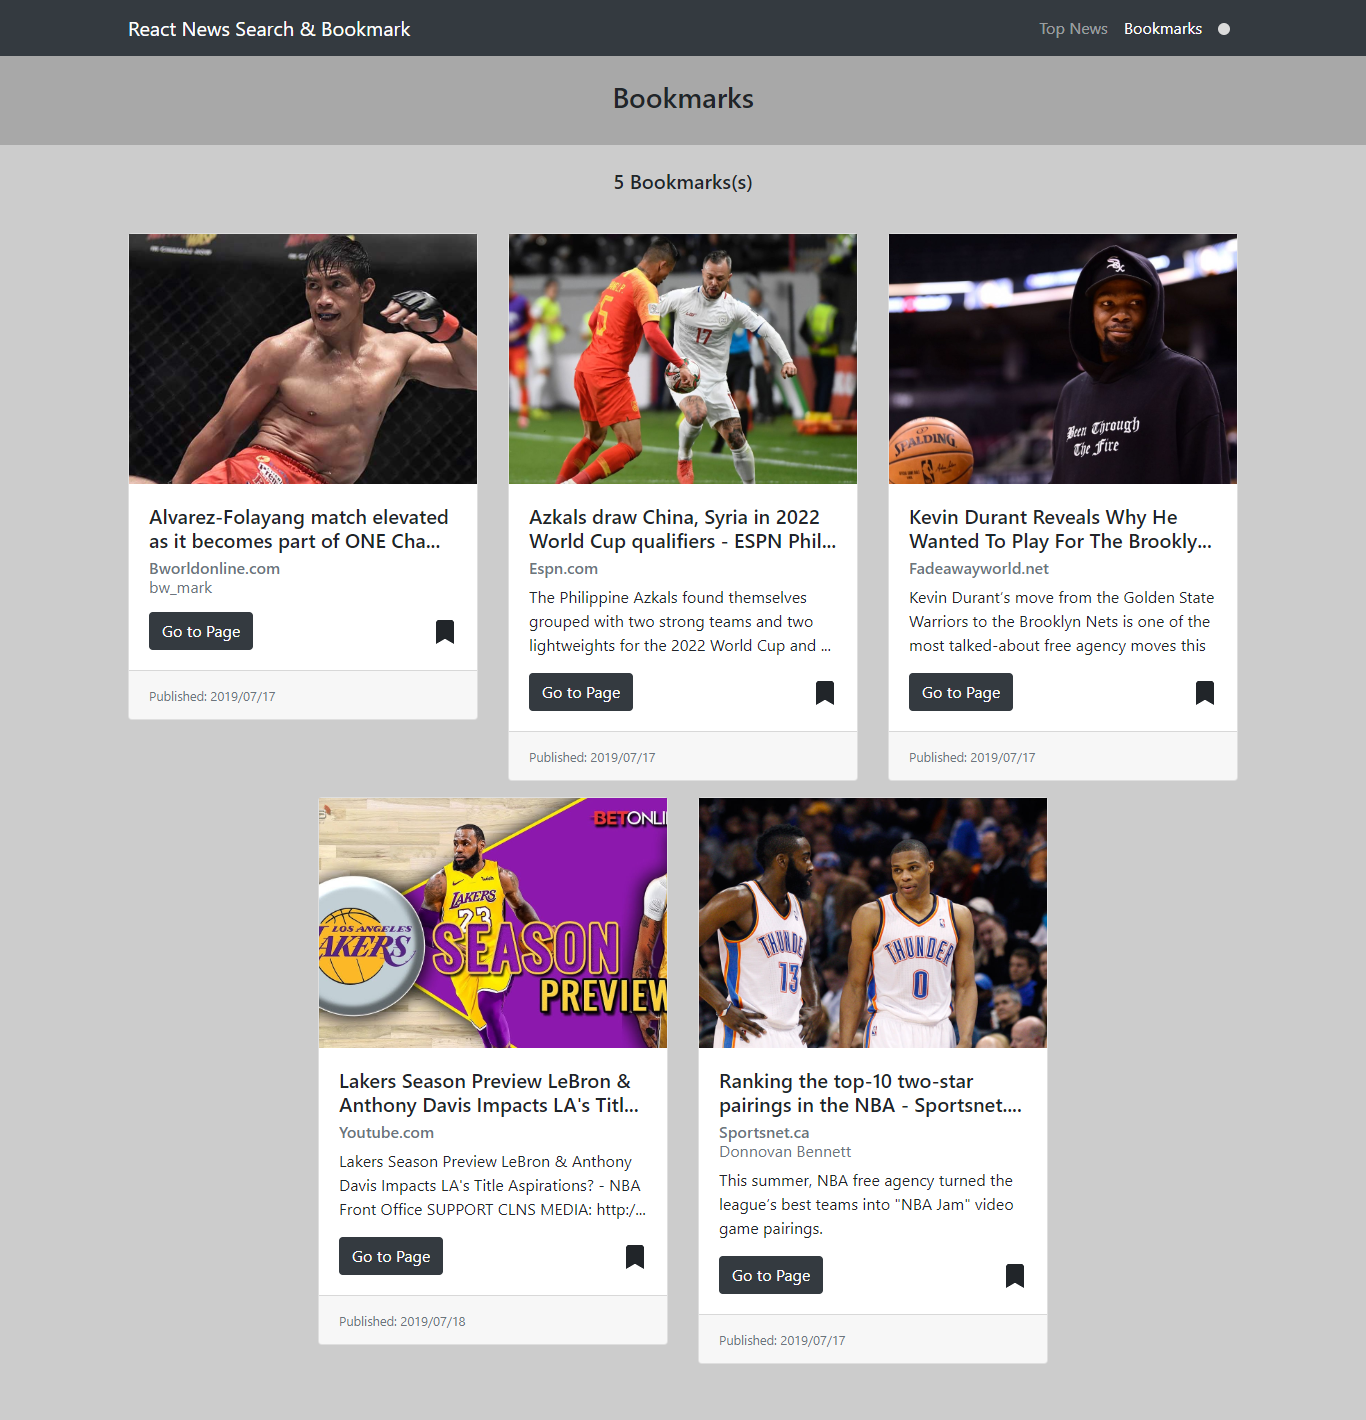 React News Search & Bookmark
Top News
Bookmarks
Bookmarks
5 Bookmarks(s)
Alvarez-Folayang match elevated
as it becomes part of ONE Cha...
Bworldonline.com
bw_mark
Go to Page
Published: 2019/07/17
17
Azkals draw China, Syria in 2022
World Cup qualifiers - ESPN Phil...
Espn.com
The Philippine Azkals found themselves
grouped with two strong teams and two
lightweights for the 2022 World Cup and ...
Go to Page
Published: 2019/07/17
Been Through
The Fire
SPALDING
Kevin Durant Reveals Why He
Wanted To Play For The Brookly...
Fadeawayworld.net
Kevin Durant’s move from the Golden State
Warriors to the Brooklyn Nets is one of the
most talked-about free agency moves this
Go to Page
Published: 2019/07/17
BETONLI
LAKERS
23
LOS ANGELES
AKERS
SEASON
PREVIEW
Lakers Season Preview LeBron &
Anthony Davis Impacts LA's Titl...
Youtube.com
Lakers Season Preview LeBron & Anthony
Davis Impacts LA's Title Aspirations? - NBA
Front Office SUPPORT CLNS MEDIA: http:/...
Go to Page
Published: 2019/07/18
THUNDER
13
THUNDER
0
Ranking the top-10 two-star
pairings in the NBA - Sportsnet....
Sportsnet.ca
Donnovan Bennett
This summer, NBA free agency turned the
league’s best teams into "NBA Jam" video
game pairings.
Go to Page
Published: 2019/07/17